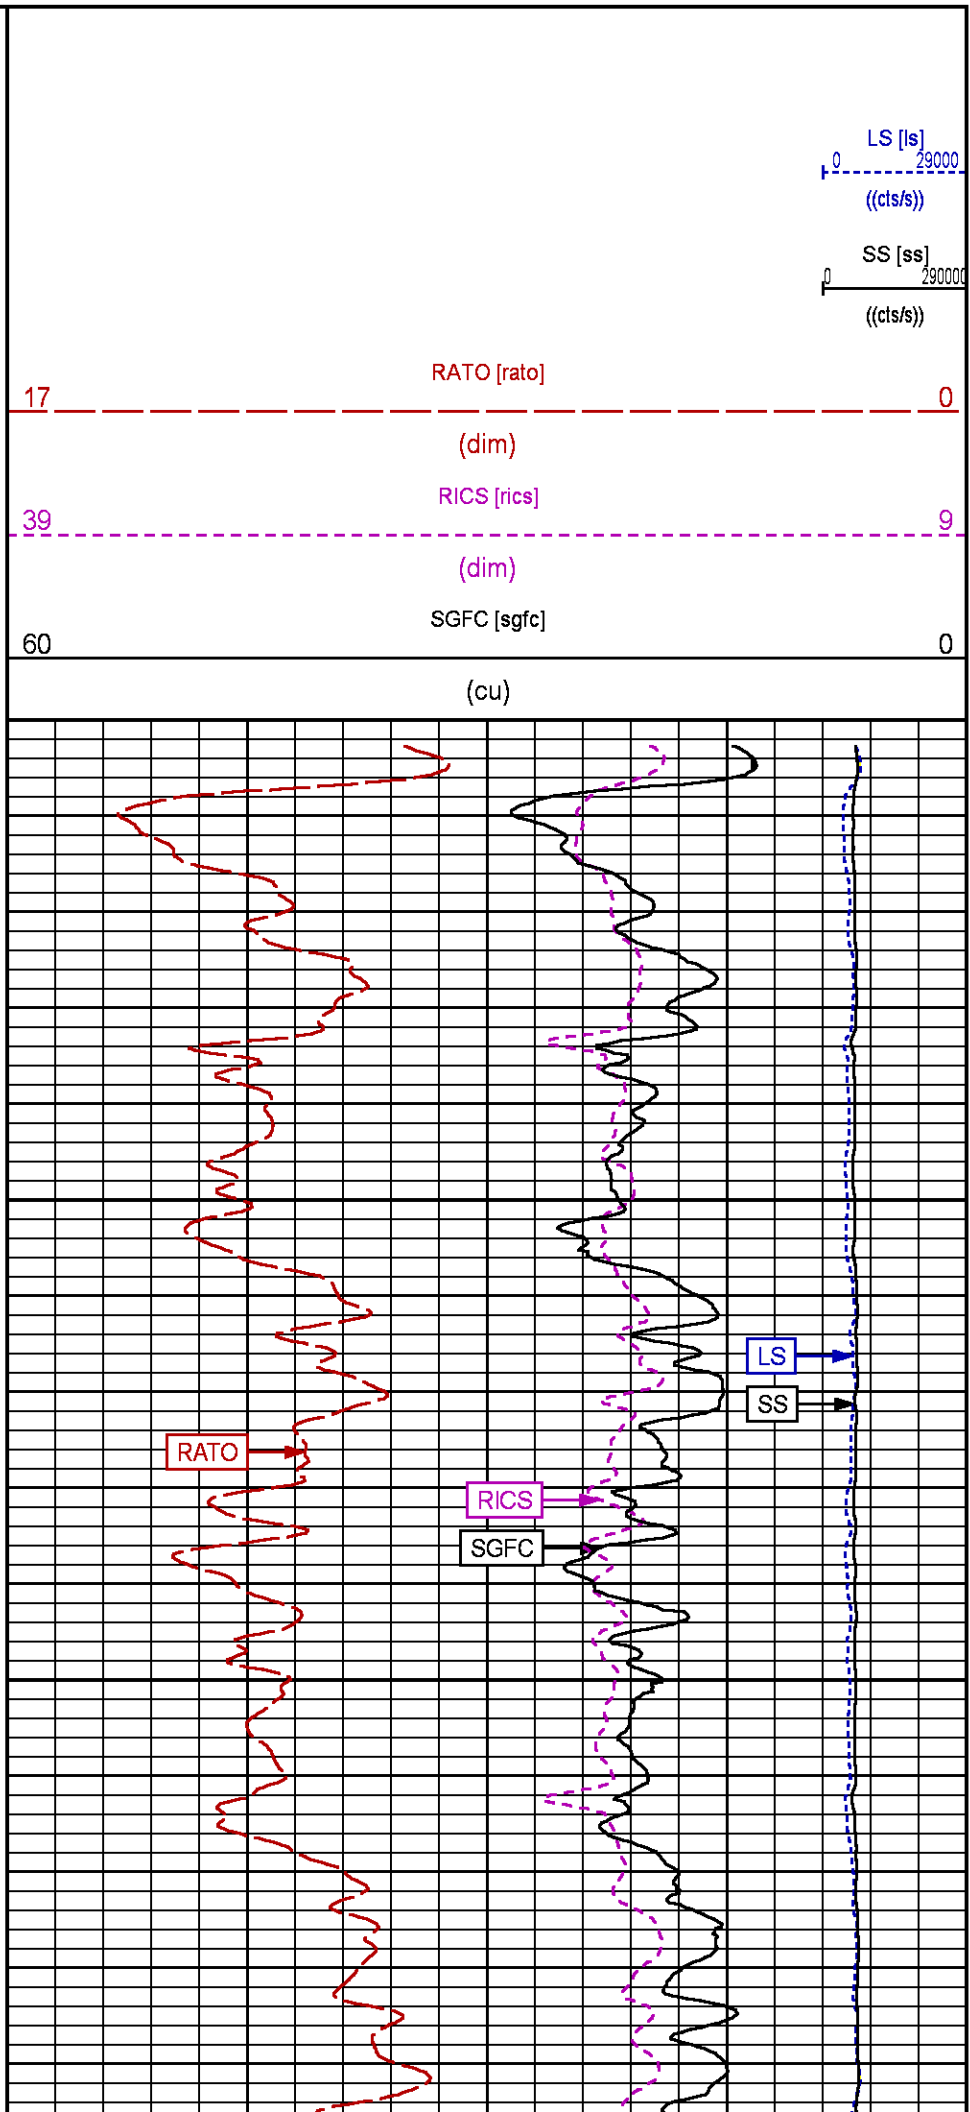 LS [ls]
0 29000
((cts/s))
SS [ss]
0 290000
((cts/s))
RATO [rato]
17 0
(dim)
RICS [rics]
39 9
(dim)
SGFC [sgfc]
60 0
(cu)
LS
SS
RATO
RICS
SGFC